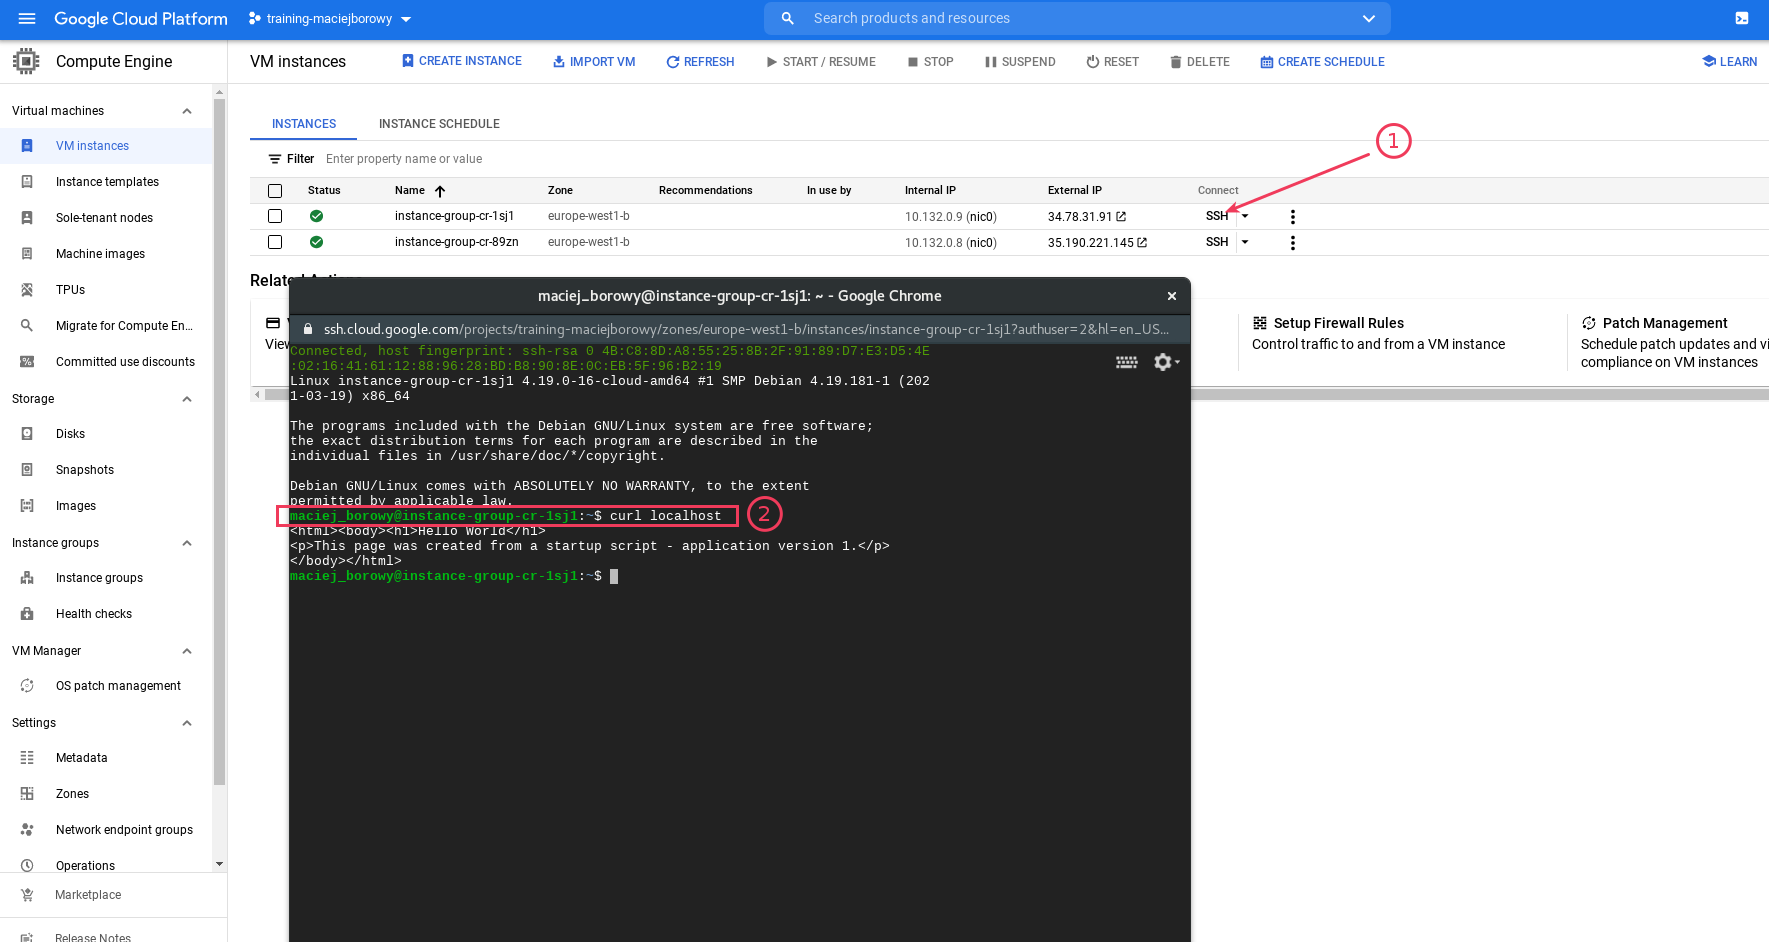 Google Cloud Platform
training-maciejborowy
Search products and resources
Compute Engine
VM instances
CREATE INSTANCE
IMPORT VM
REFRESH
START / RESUME
STOP
SUSPEND
RESET
DELETE
CREATE SCHEDULE
LEARN
Virtual machines
VM instances
Instance templates
Sole-tenant nodes
Machine images
TPUs
Migrate for Compute En...
Committed use discounts
Storage
Disks
Snapshots
Images
Instance groups
Instance groups
Health checks
VM Manager
OS patch management
Settings
Metadata
Zones
Network endpoint groups
Operations
Marketplace
Release Notes
INSTANCES
INSTANCE SCHEDULE
Filter Enter property name or value
Status Name Zone Recommendations In use by Internal IP External IP Connect
instance-group-cr-1sj1 europe-west1-b 10.132.0.9 (nic0) 34.78.31.91 SSH
instance-group-cr-89zn europe-west1-b 10.132.0.8 (nic0) 35.190.221.145 SSH
1
Related Actions
View
Setup Firewall Rules
Control traffic to and from a VM instance
Patch Management
Schedule patch updates and vi
compliance on VM instances
maciej_borowy@instance-group-cr-1sj1: ~ - Google Chrome
ssh.cloud.google.com/projects/training-maciejborowy/zones/europe-west1-b/instances/instance-group-cr-1sj1?authuser=2&hl=en_US...
Connected, host fingerprint: ssh-rsa 0 4B:C8:8D:A8:55:25:8B:2F:91:89:D7:E3:D5:4E
:02:16:41:61:12:88:96:28:BD:B8:90:8E:0C:EB:5F:96:B2:19
Linux instance-group-cr-1sj1 4.19.0-16-cloud-amd64 #1 SMP Debian 4.19.181-1 (202
1-03-19) x86_64
The programs included with the Debian GNU/Linux system are free software;
the exact distribution terms for each program are described in the
individual files in /usr/share/doc/*/copyright.
Debian GNU/Linux comes with ABSOLUTELY NO WARRANTY, to the extent
permitted by applicable law.
maciej_borowy@instance-group-cr-1sj1:~$ curl localhost
2
<html><body><h1>Hello World</h1>
<p>This page was created from a startup script - application version 1.</p>
</body></html>
maciej_borowy@instance-group-cr-1sj1:~$